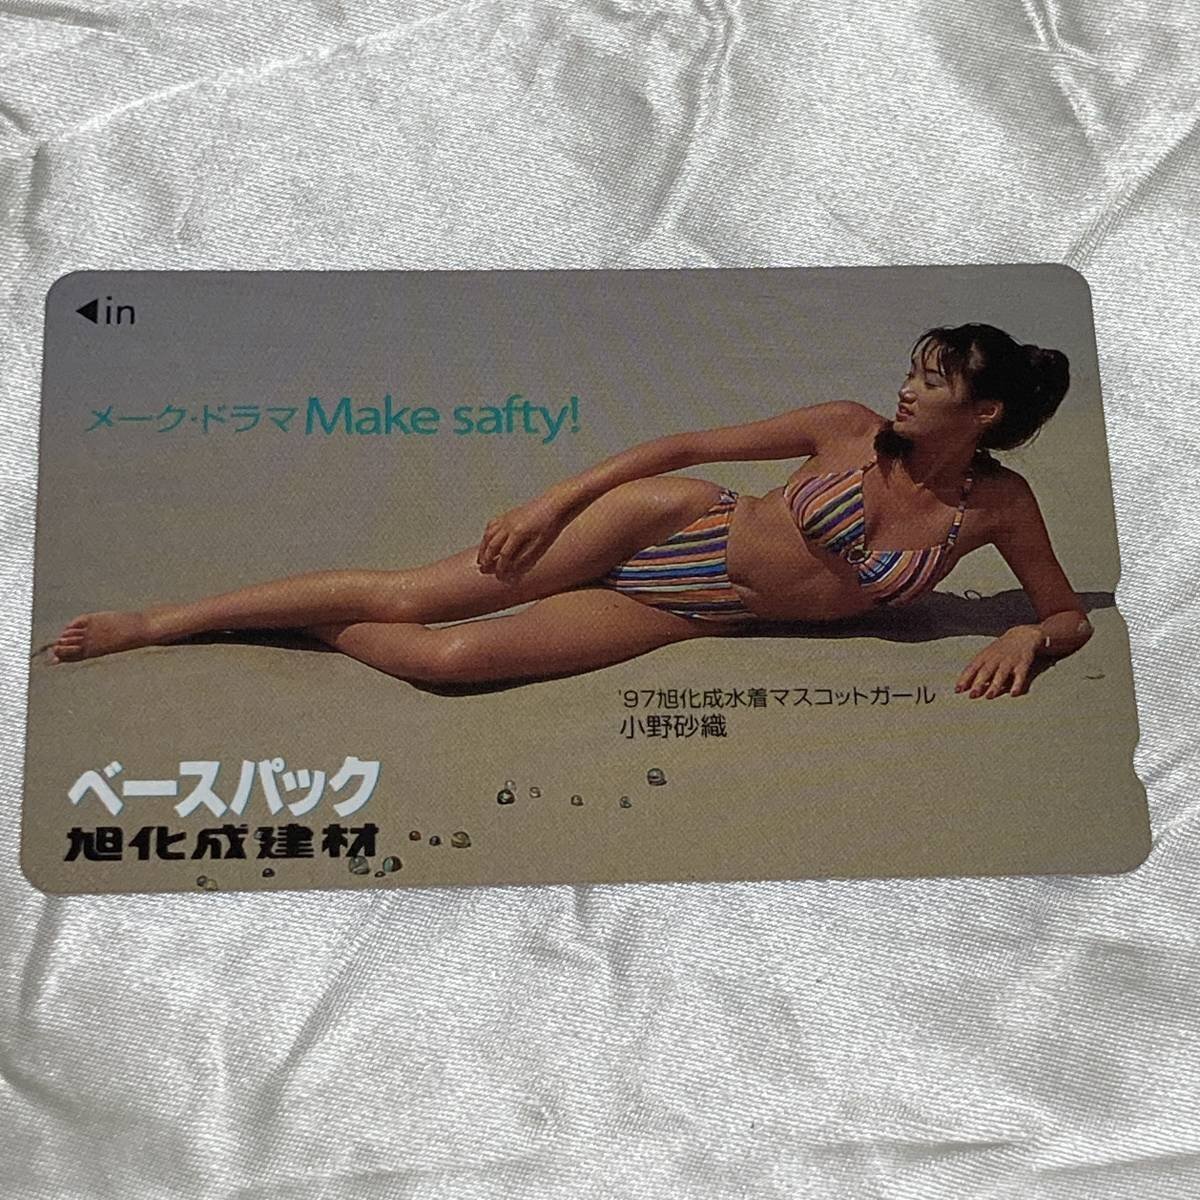 ◀in
メーク・ドラマ Make safty!
'97旭化成水着マスコットガール
小野砂織
ベースパック
旭化成建材